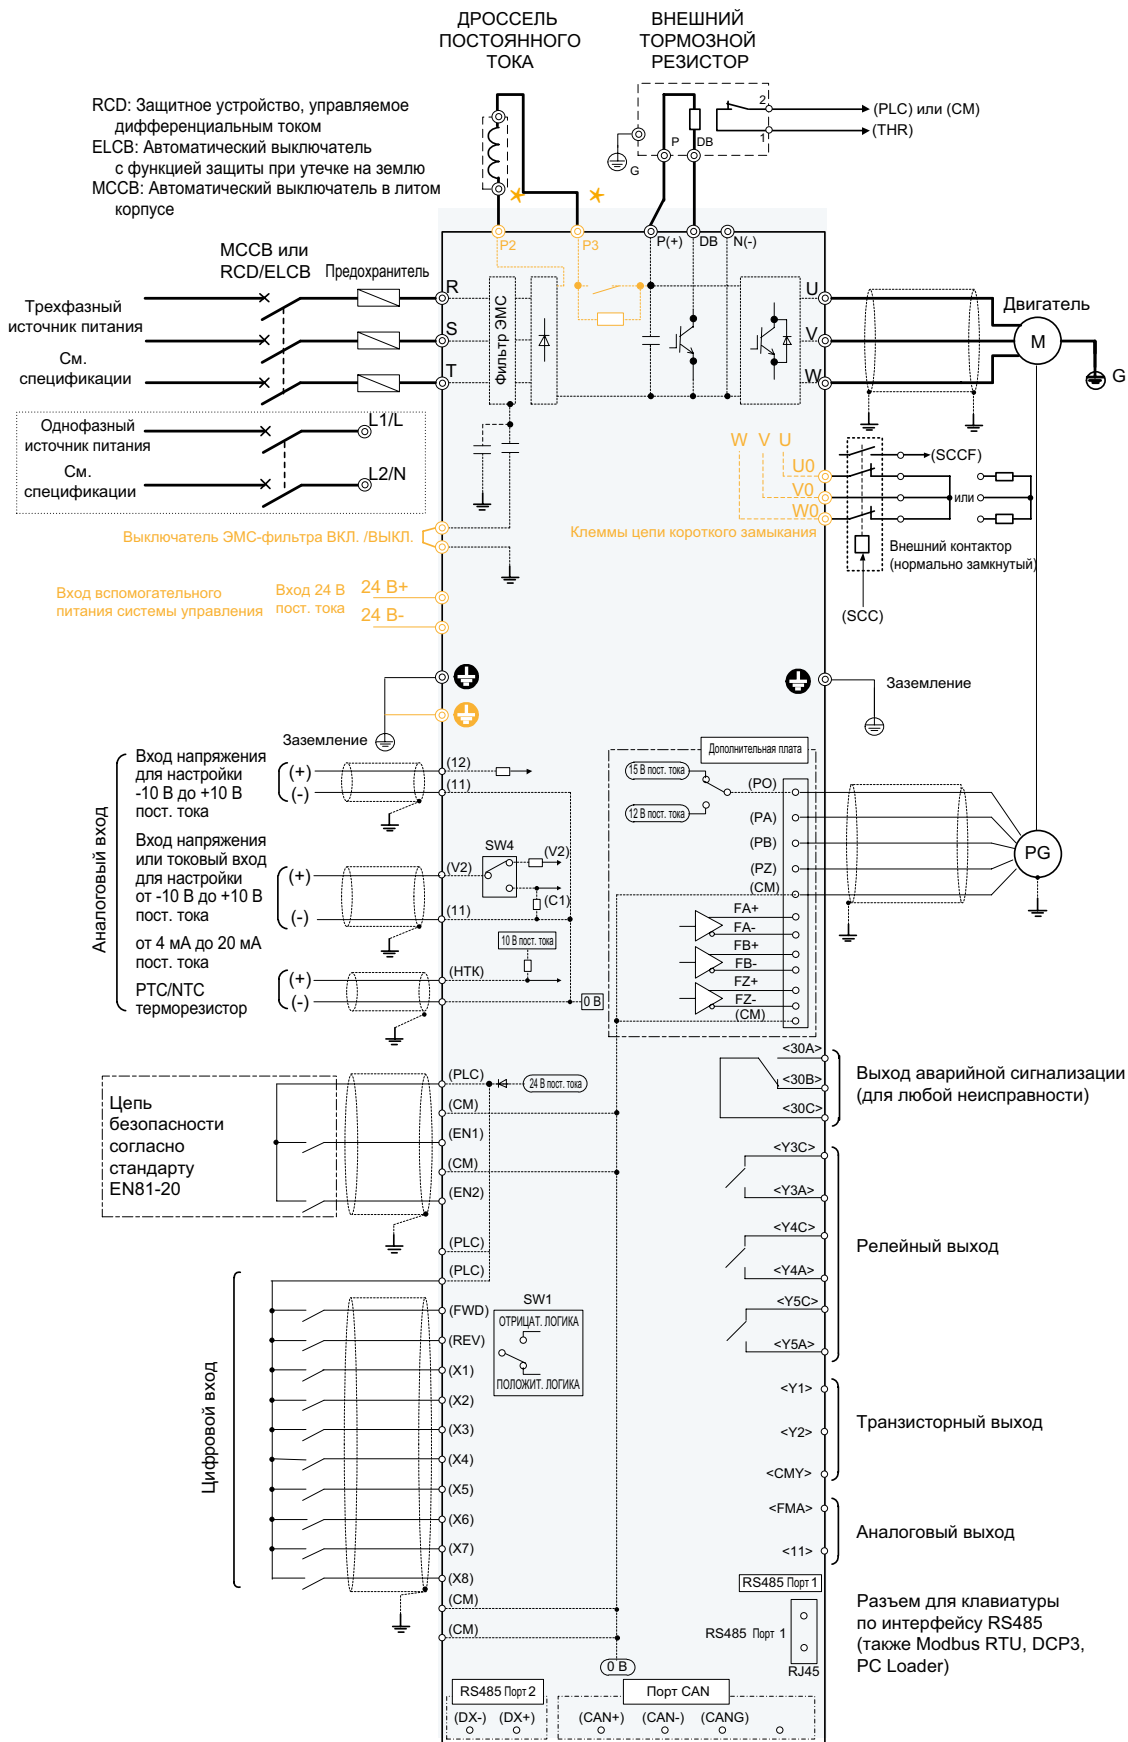 ДРОССЕЛЬ
ПОСТОЯННОГО
ТОКА
ВНЕШНИЙ
ТОРМОЗНОЙ
РЕЗИСТОР
RCD: Защитное устройство, управляемое
дифференциальным током
ELCB: Автоматический выключатель
с функцией защиты при утечке на землю
MCCB: Автоматический выключатель в литом
корпусе
2
(PLC) или (CM)
1
(THR)
P
DB
G
P2
P3
P(+)
DB
N(-)
МССВ или
RCD/ELCB
Предохранитель
Трехфазный
источник питания
См.
спецификации
R
S
T
Фильтр ЭМС
U
V
W
Двигатель
M
G
Однофазный
источник питания
См.
спецификации
L1/L
L2/N
W V U
U0
V0
W0
(SCCF)
или
Клеммы цепи короткого замыкания
Внешний контактор
(нормально замкнутый)
(SCC)
Выключатель ЭМС-фильтра ВКЛ. /ВЫКЛ.
Вход вспомогательного
питания системы управления
Вход 24 В
пост. тока
24 В+
24 В-
Заземление
Заземление
Аналоговый вход
Вход напряжения
для настройки
-10 В до +10 В
пост. тока
(+)
(-)
(12)
(11)
Вход напряжения
или токовый вход
для настройки
от -10 В до +10 В
пост. тока
от 4 мА до 20 мА
пост. тока
(+)
(-)
(V2)
(11)
SW4
(V2)
(C1)
10 В пост. тока
PTC/NTC
терморезистор
(+)
(-)
(НТК)
0 В
Дополнительная плата
15 В пост. тока
12 В пост. тока
(PO)
(PA)
(PB)
(PZ)
(CM)
FA+
FA-
FB+
FB-
FZ+
FZ-
(CM)
PG
Цепь
безопасности
согласно
стандарту
EN81-20
(PLC)
24 В пост. тока
(CM)
(EN1)
(CM)
(EN2)
(PLC)
(PLC)
<30A>
<30B>
<30C>
Выход аварийной сигнализации
(для любой неисправности)
<Y3C>
<Y3A>
<Y4C>
<Y4A>
<Y5C>
<Y5A>
Релейный выход
Цифровой вход
(FWD)
(REV)
(X1)
(X2)
(X3)
(X4)
(X5)
(X6)
(X7)
(X8)
(CM)
(CM)
SW1
ОТРИЦАТ. ЛОГИКА
ПОЛОЖИТ. ЛОГИКА
<Y1>
<Y2>
<CMY>
Транзисторный выход
<FMA>
<11>
Аналоговый выход
RS485 Порт 1
RS485 Порт 1
RJ45
Разъем для клавиатуры
по интерфейсу RS485
(также Modbus RTU, DCP3,
PC Loader)
0 В
RS485 Порт 2
(DX-) (DX+)
Порт CAN
(CAN+) (CAN-) (CANG)